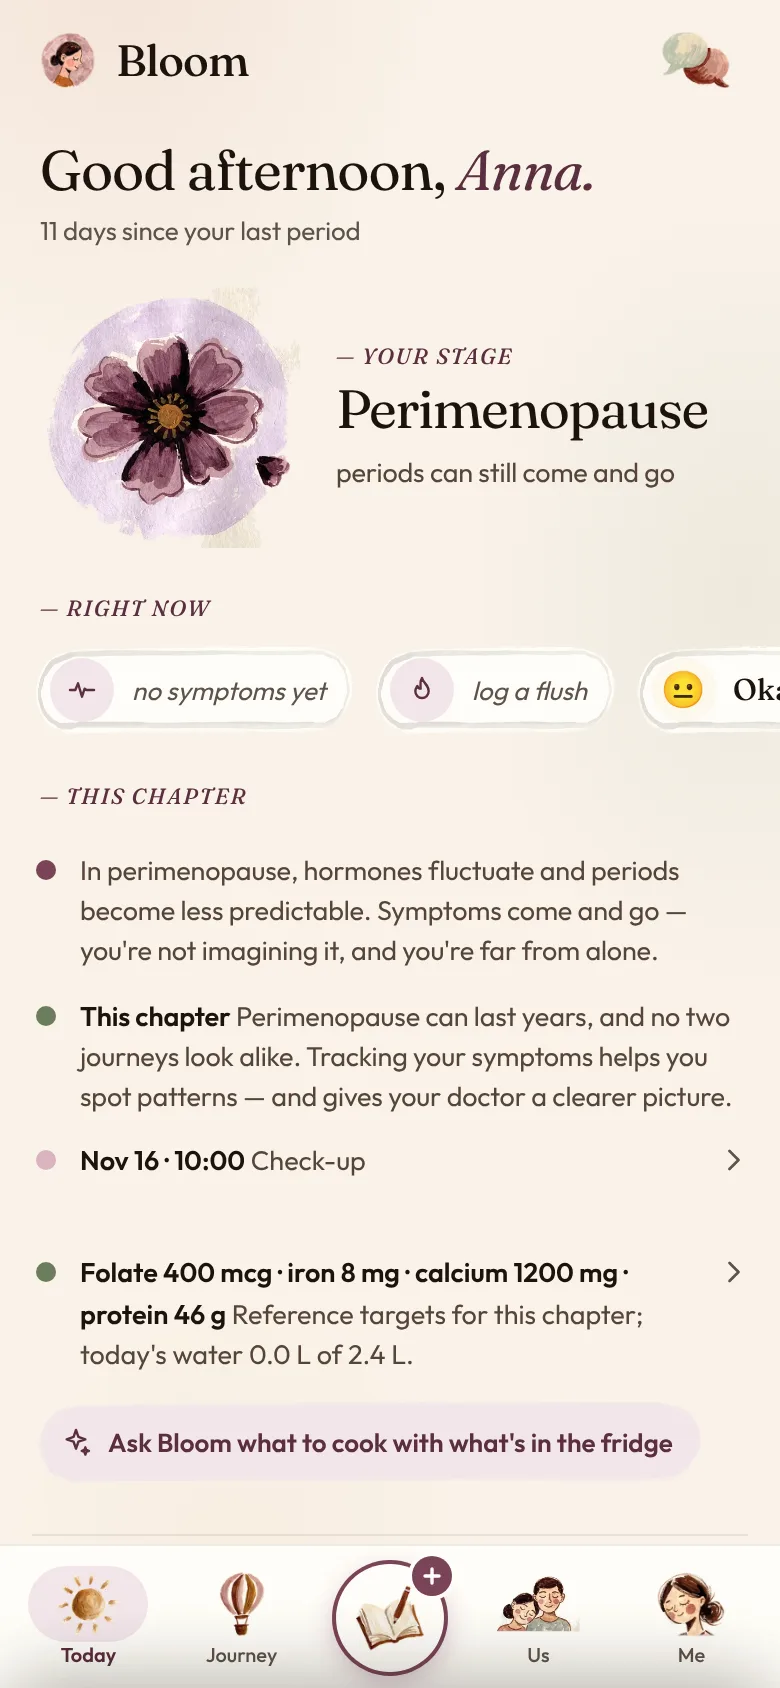 Bloom
Good afternoon, Anna.
11 days since your last period
— YOUR STAGE
Perimenopause
periods can still come and go
— RIGHT NOW
no symptoms yet
log a flush
— THIS CHAPTER
In perimenopause, hormones fluctuate and periods
become less predictable. Symptoms come and go —
you're not imagining it, and you're far from alone.
This chapter Perimenopause can last years, and no two
journeys look alike. Tracking your symptoms helps you
spot patterns — and gives your doctor a clearer picture.
Nov 16 · 10:00 Check-up
Folate 400 mcg · iron 8 mg · calcium 1200 mg ·
protein 46 g Reference targets for this chapter;
today's water 0.0 L of 2.4 L.
Ask Bloom what to cook with what's in the fridge
Today
Journey
Us
Me